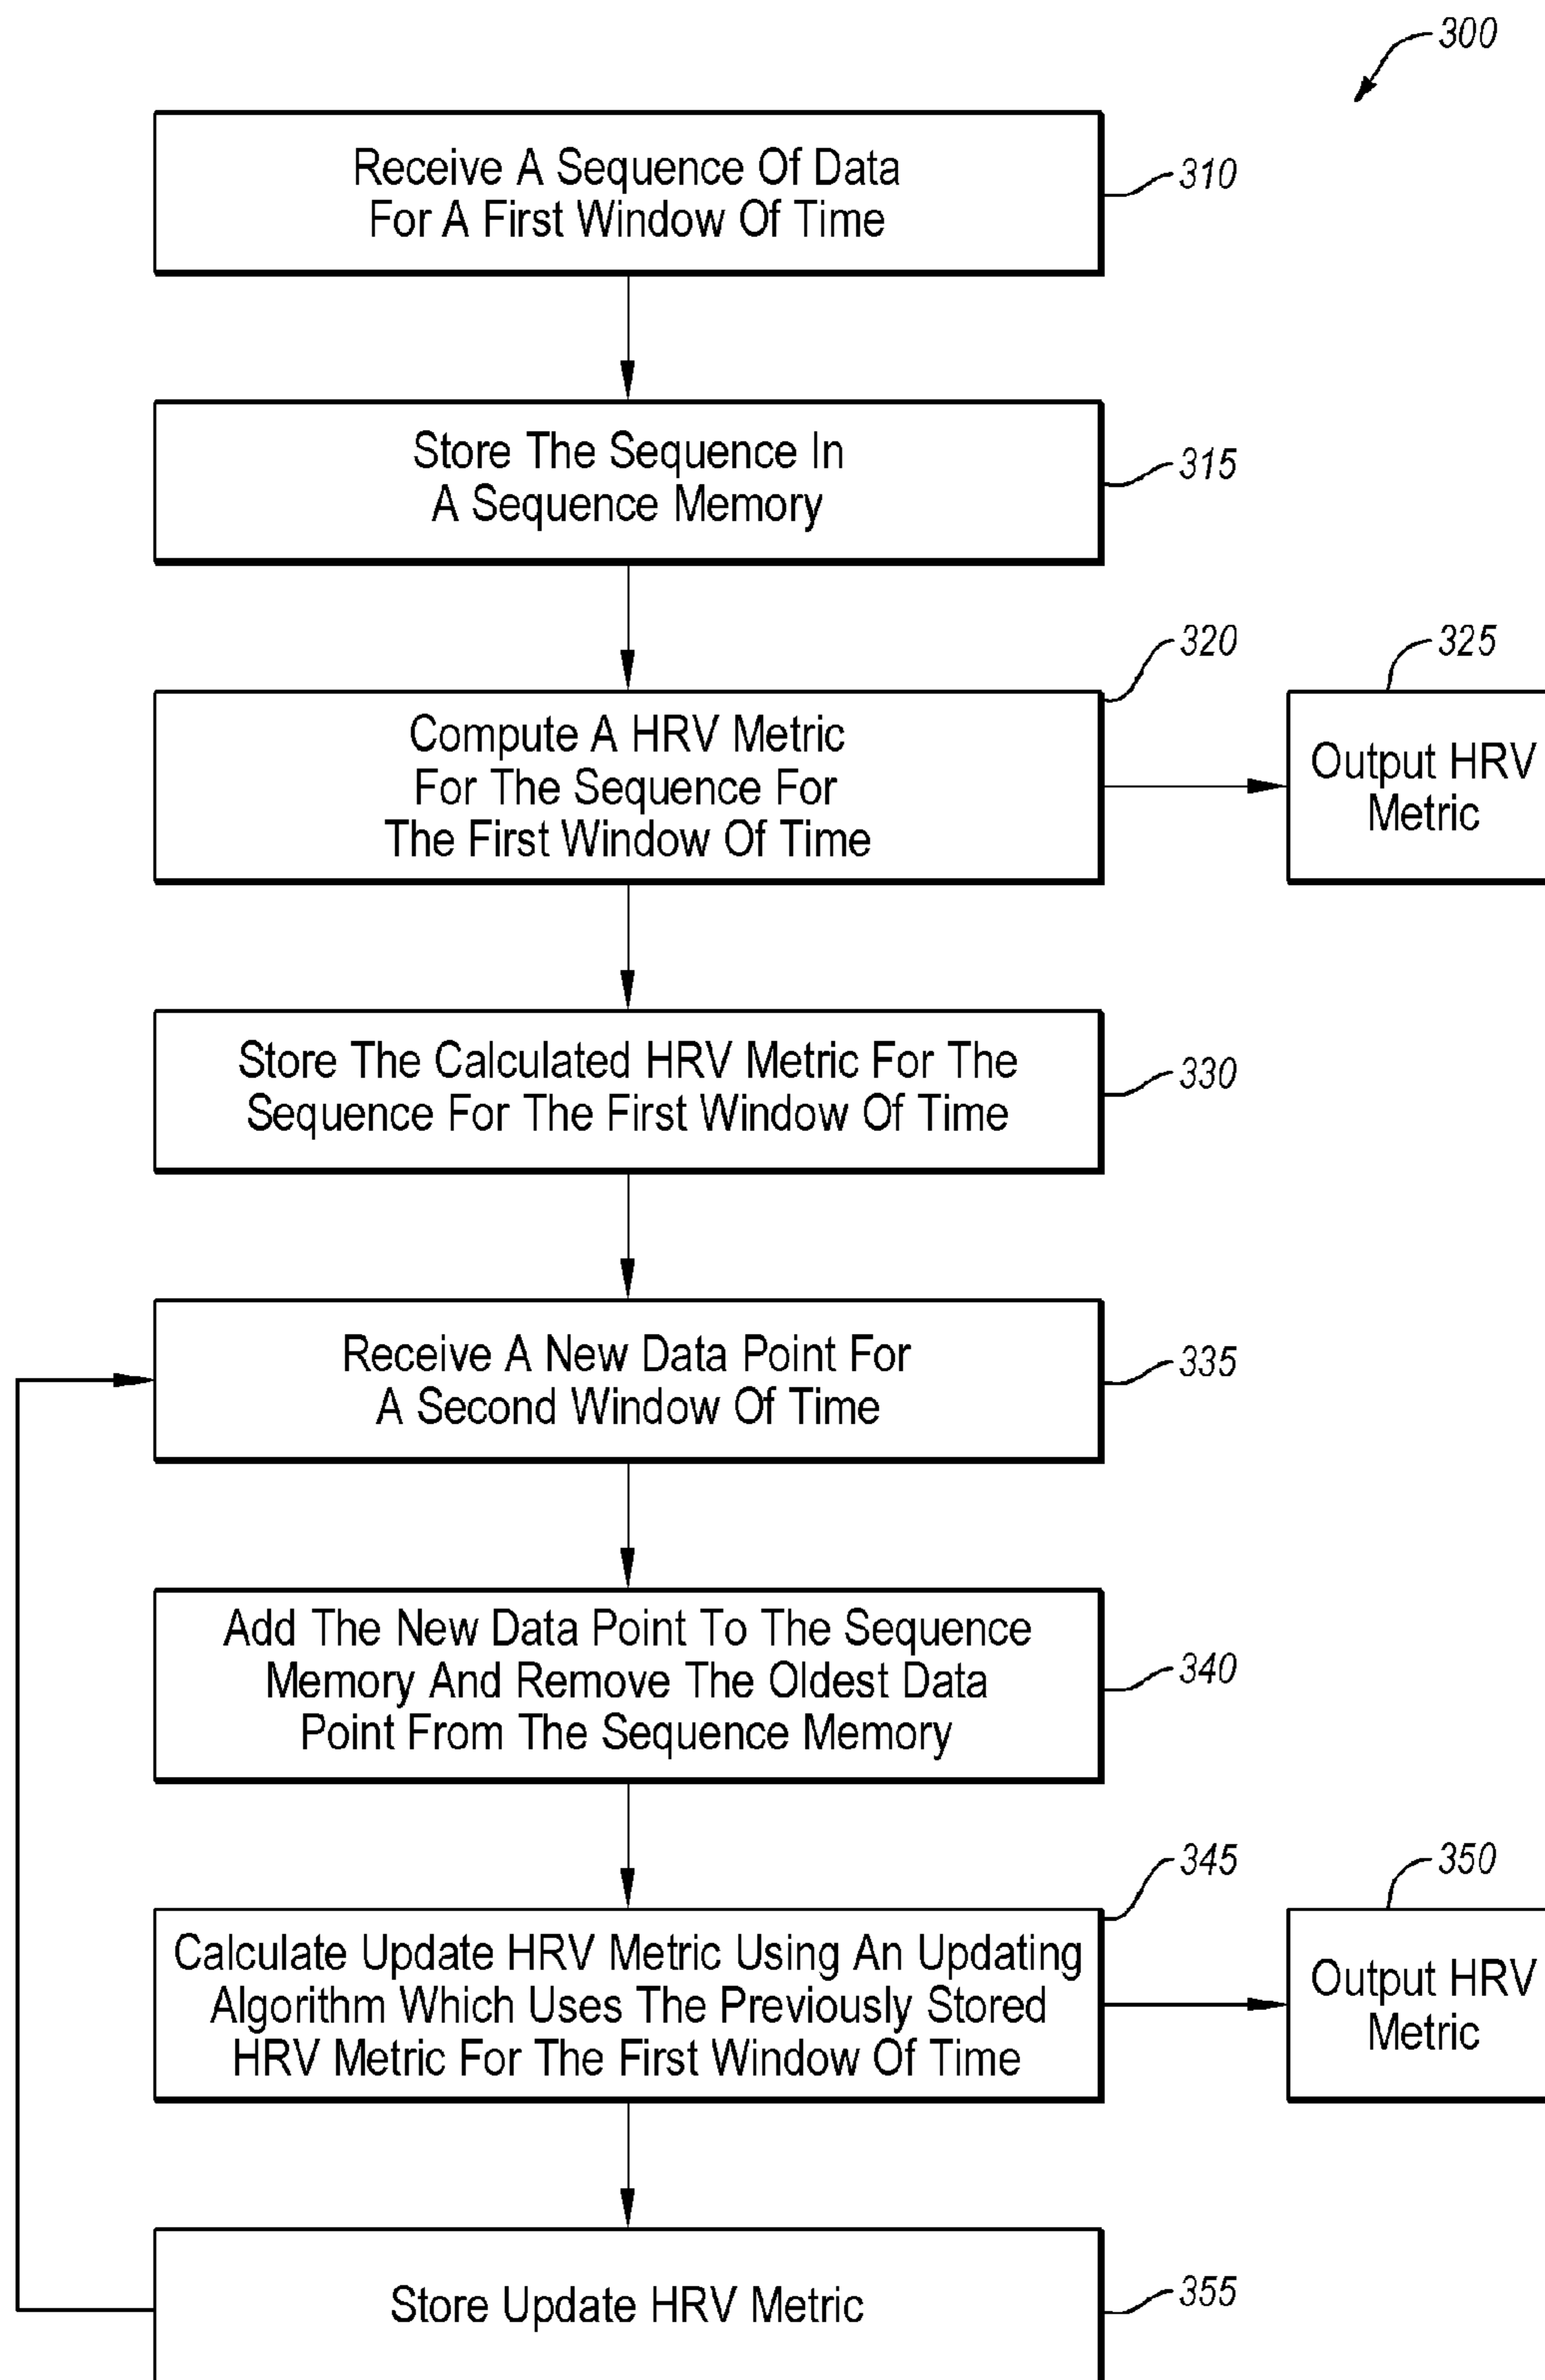 300
Receive A Sequence Of Data
For A First Window Of Time
310
Store The Sequence In
A Sequence Memory
315
320
325
Compute A HRV Metric
For The Sequence For
The First Window Of Time
Output HRV
Metric
Store The Calculated HRV Metric For The
Sequence For The First Window Of Time
330
Receive A New Data Point For
A Second Window Of Time
335
Add The New Data Point To The Sequence
Memory And Remove The Oldest Data
Point From The Sequence Memory
340
345
350
Calculate Update HRV Metric Using An Updating
Algorithm Which Uses The Previously Stored
HRV Metric For The First Window Of Time
Output HRV
Metric
Store Update HRV Metric
355